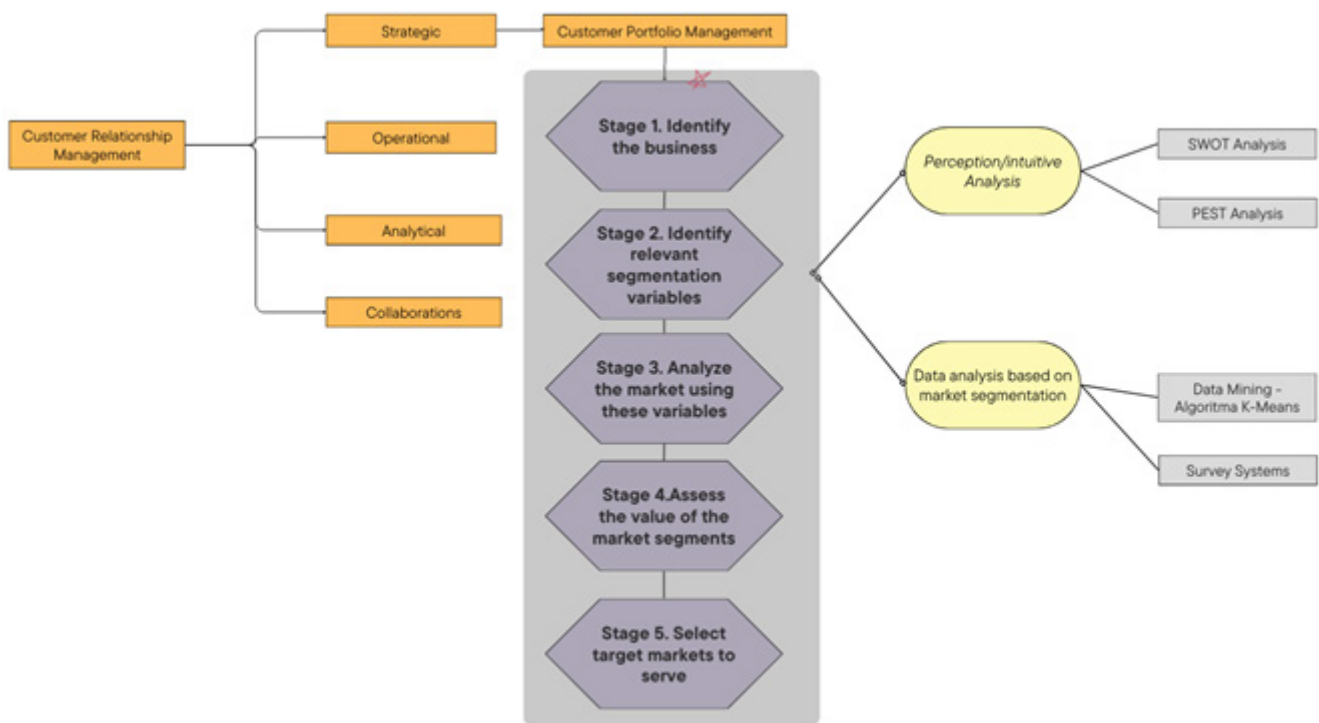 Strategic
Customer Portfolio Management
Customer Relationship
Management
Operational
Analytical
Collaborations
Stage 1. Identify
the business
Stage 2. Identify
relevant
segmentation
variables
Stage 3. Analyze
the market using
these variables
Stage 4.Assess
the value of the
market segments
Stage 5. Select
target markets to
serve
Perception/intuitive
Analysis
SWOT Analysis
PEST Analysis
Data analysis based on
market segmentation
Data Mining -
Algoritma K-Means
Survey Systems